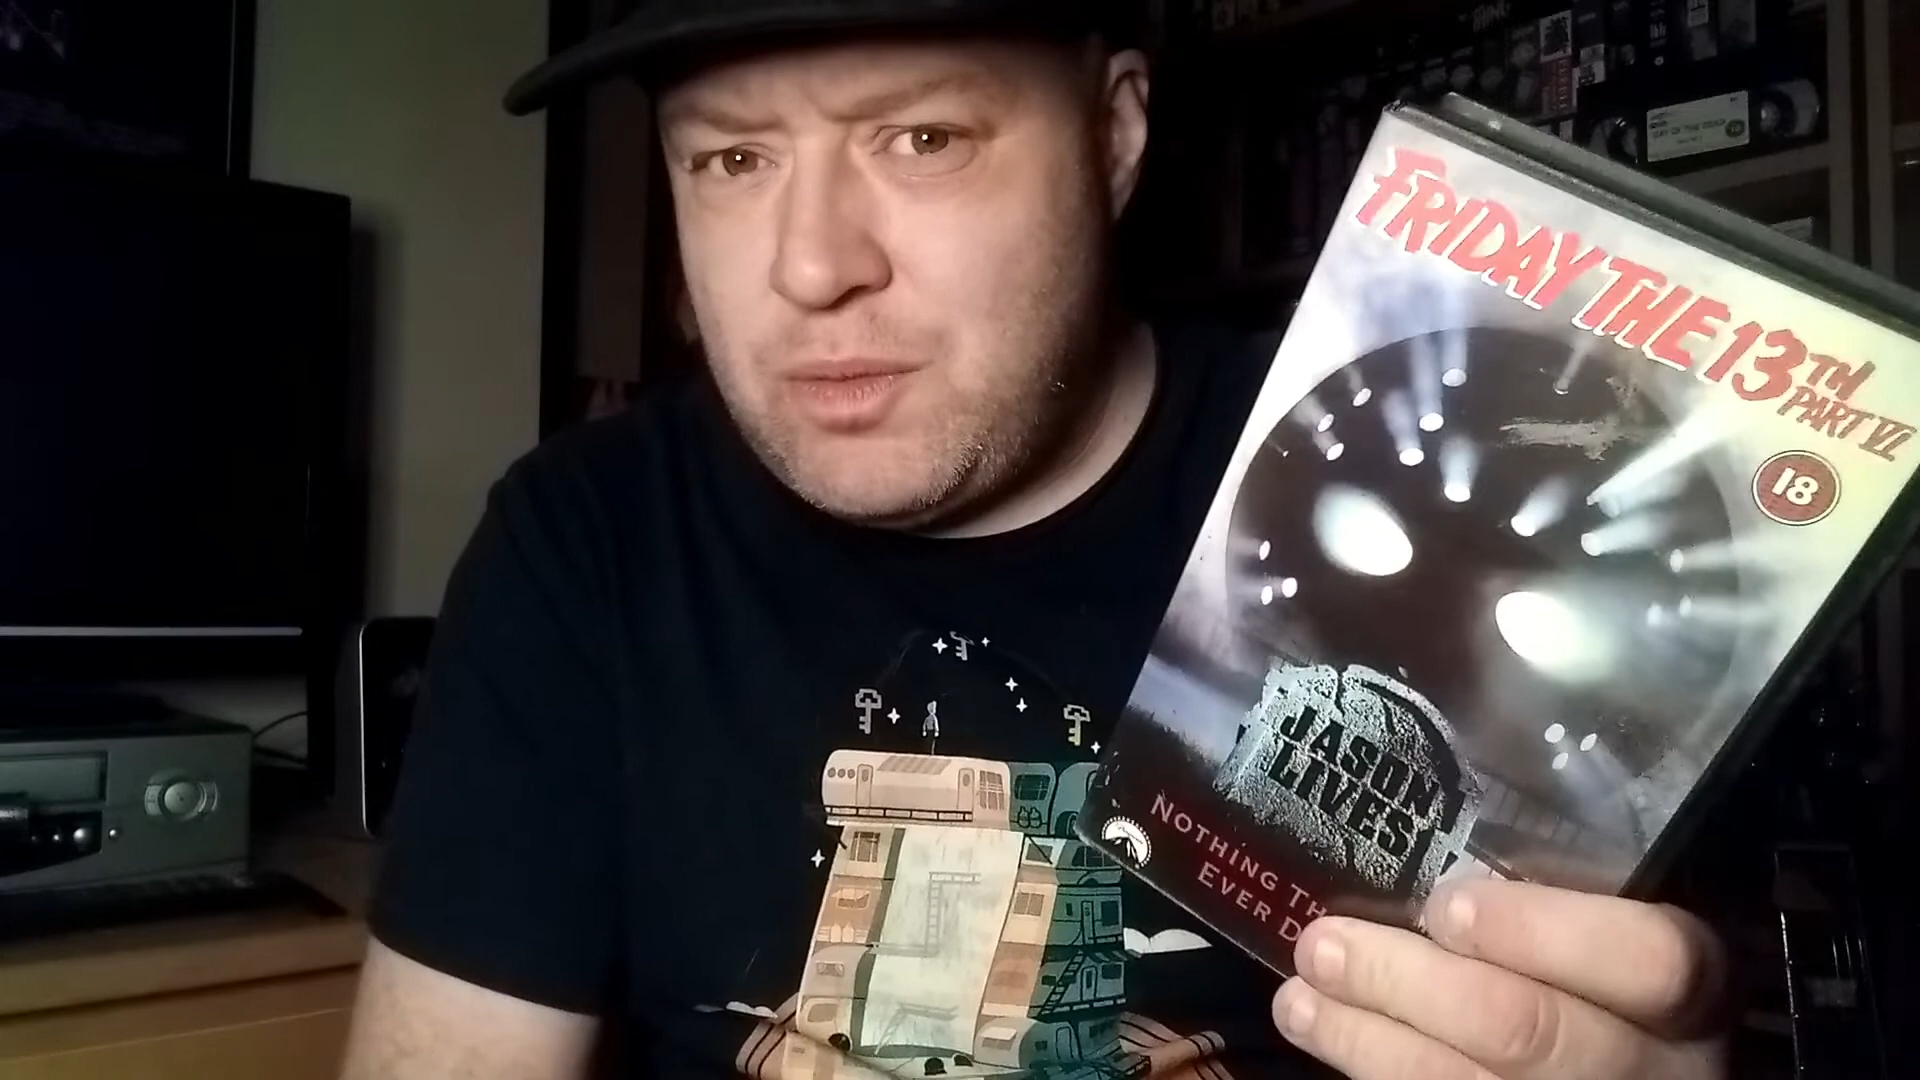 FRIDAY THE 13TH
PART VI
18
JASON
LIVES
NOTHING TH
EVER D